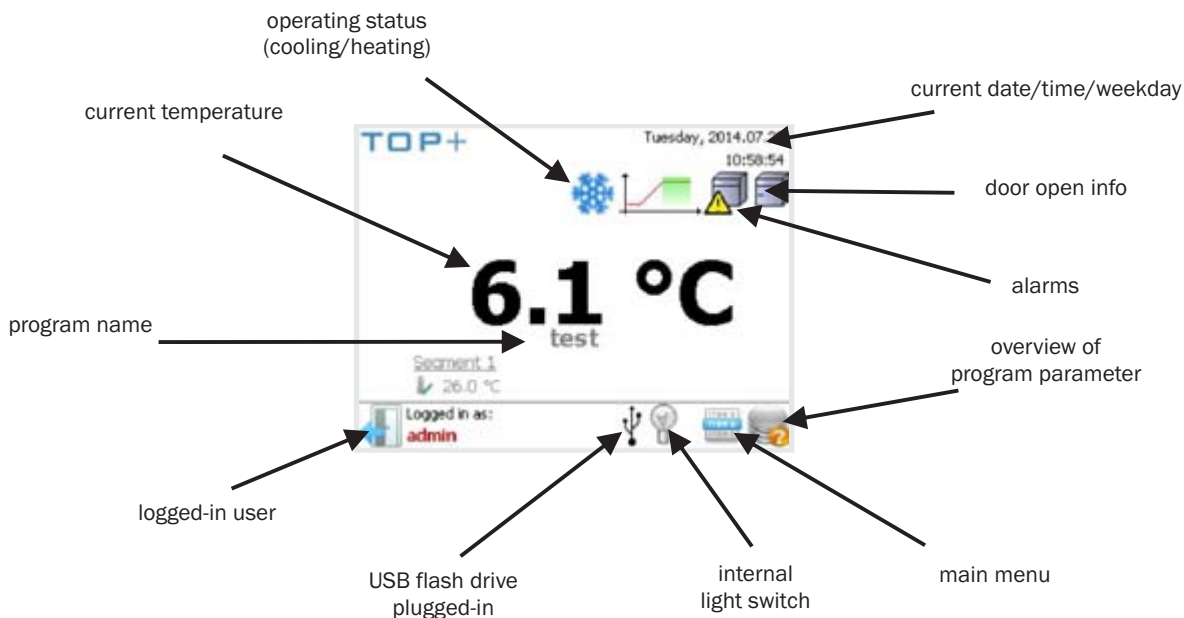 operating status
(cooling/heating)
current date/time/weekday
current temperature
TOP+
Tuesday, 2014.07.2
10:58:54
door open info
6.1 °C
alarms
program name
test
Segment 1
26.0 °C
overview of
program parameter
Logged in as:
admin
logged-in user
USB flash drive
plugged-in
internal
light switch
main menu